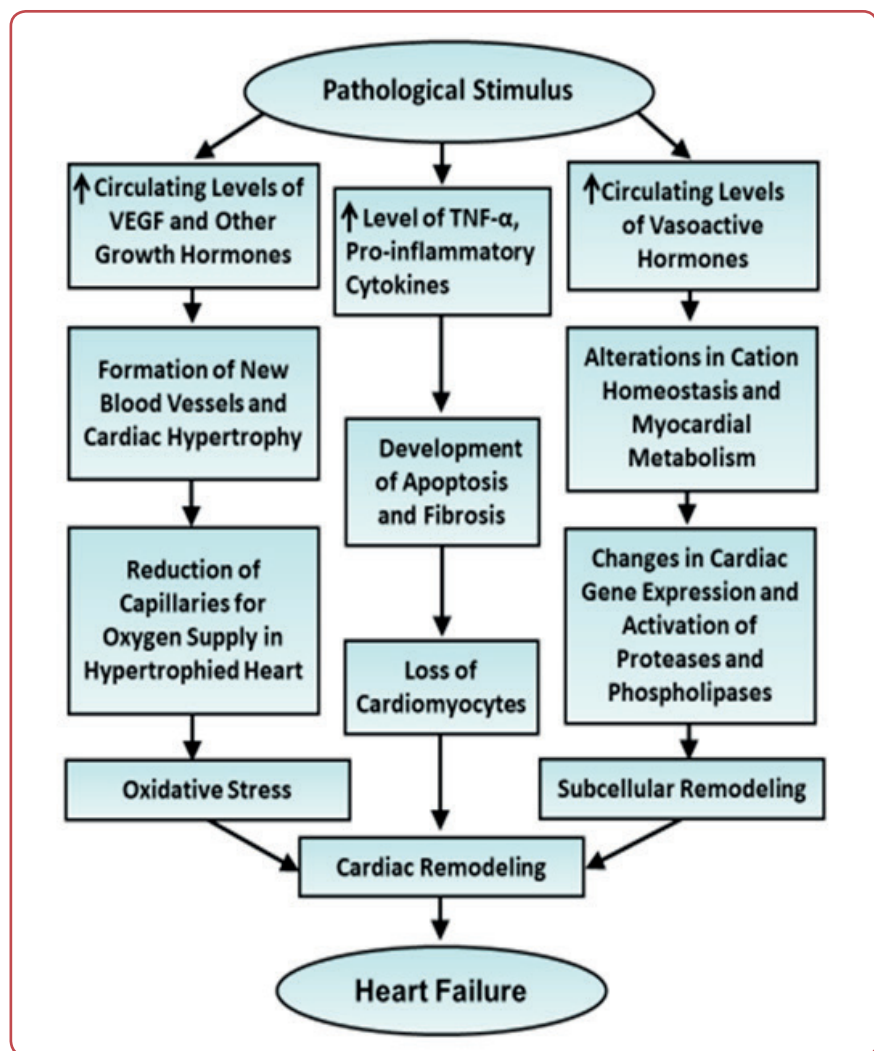 Pathological Stimulus
↑Circulating Levels of
VEGF and Other
Growth Hormones
Formation of New
Blood Vessels and
Cardiac Hypertrophy
Reduction of
Capillaries for
Oxygen Supply in
Hypertrophied Heart
Oxidative Stress
↑ Level of TNF-α,
Pro-inflammatory
Cytokines
Development
of Apoptosis
and Fibrosis
Loss of
Cardiomyocytes
↑Circulating Levels
of Vasoactive
Hormones
Alterations in Cation
Homeostasis and
Myocardial
Metabolism
Changes in Cardiac
Gene Expression and
Activation of
Proteases and
Phospholipases
Subcellular Remodeling
Cardiac Remodeling
Heart Failure